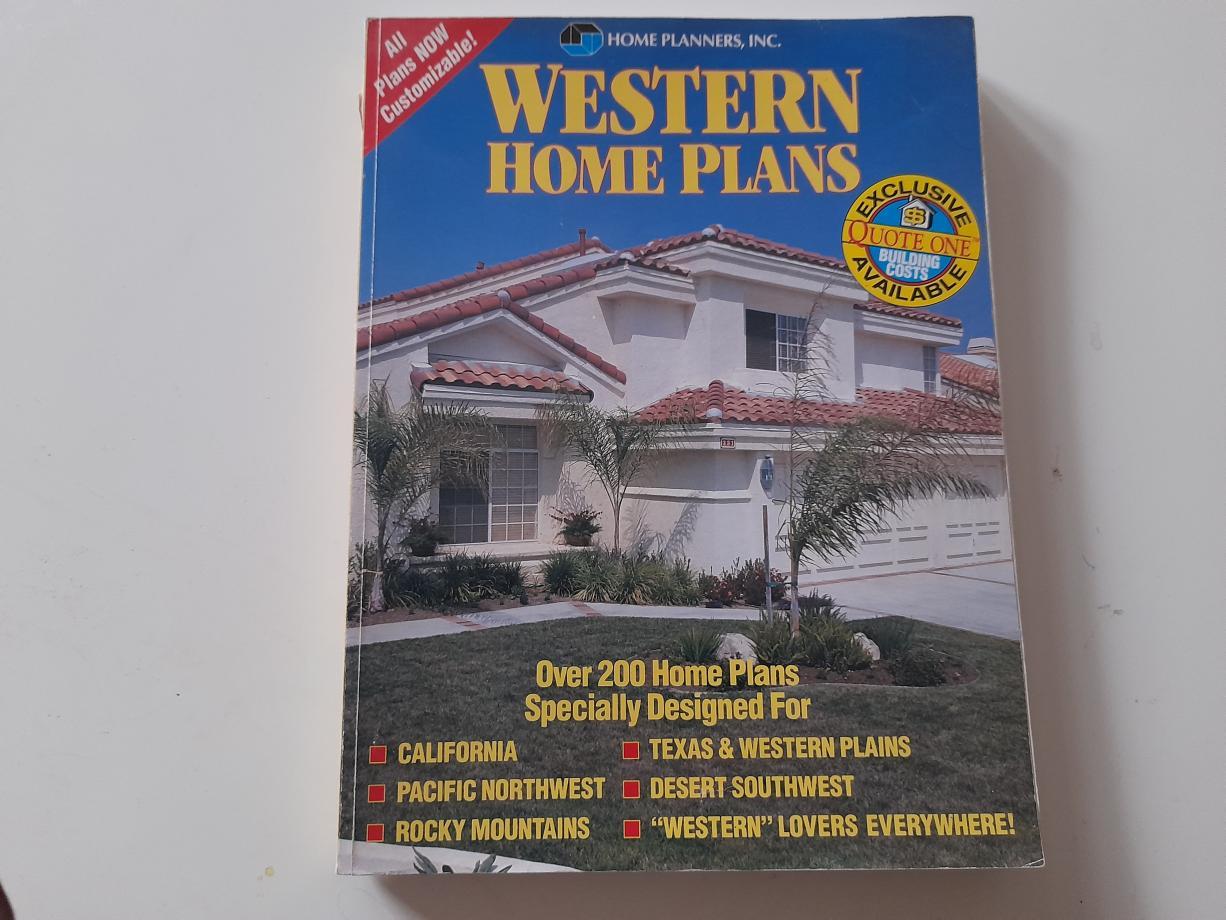 All
Plans NOW
Customizable!
HOME PLANNERS, INC.
WESTERN
HOME PLANS
EXCLUSIVE
$
QUOTE ONE™
BUILDING
COSTS
AVAILABLE
Over 200 Home Plans
Specially Designed For
CALIFORNIA
PACIFIC NORTHWEST
ROCKY MOUNTAINS
TEXAS & WESTERN PLAINS
DESERT SOUTHWEST
“WESTERN” LOVERS EVERYWHERE!